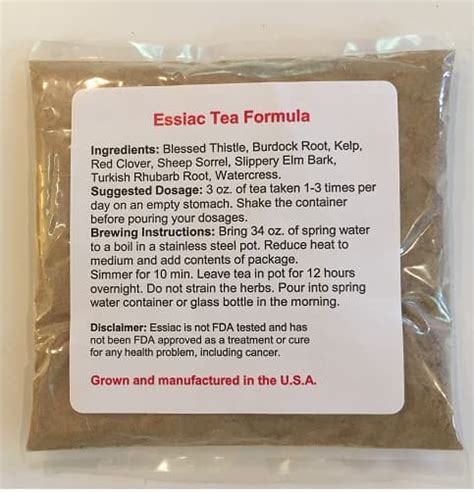 Essiac Tea Formula
Ingredients: Blessed Thistle, Burdock Root, Kelp,
Red Clover, Sheep Sorrel, Slippery Elm Bark,
Turkish Rhubarb Root, Watercress.
Suggested Dosage: 3 oz. of tea taken 1-3 times per
day on an empty stomach. Shake the container
before pouring your dosages.
Brewing Instructions: Bring 34 oz. of spring water
to a boil in a stainless steel pot. Reduce heat to
medium and add contents of package.
Simmer for 10 min. Leave tea in pot for 12 hours
overnight. Do not strain the herbs. Pour into spring
water container or glass bottle in the morning.
Disclaimer: Essiac is not FDA tested and has
not been FDA approved as a treatment or cure
for any health problem, including cancer.
Grown and manufactured in the U.S.A.